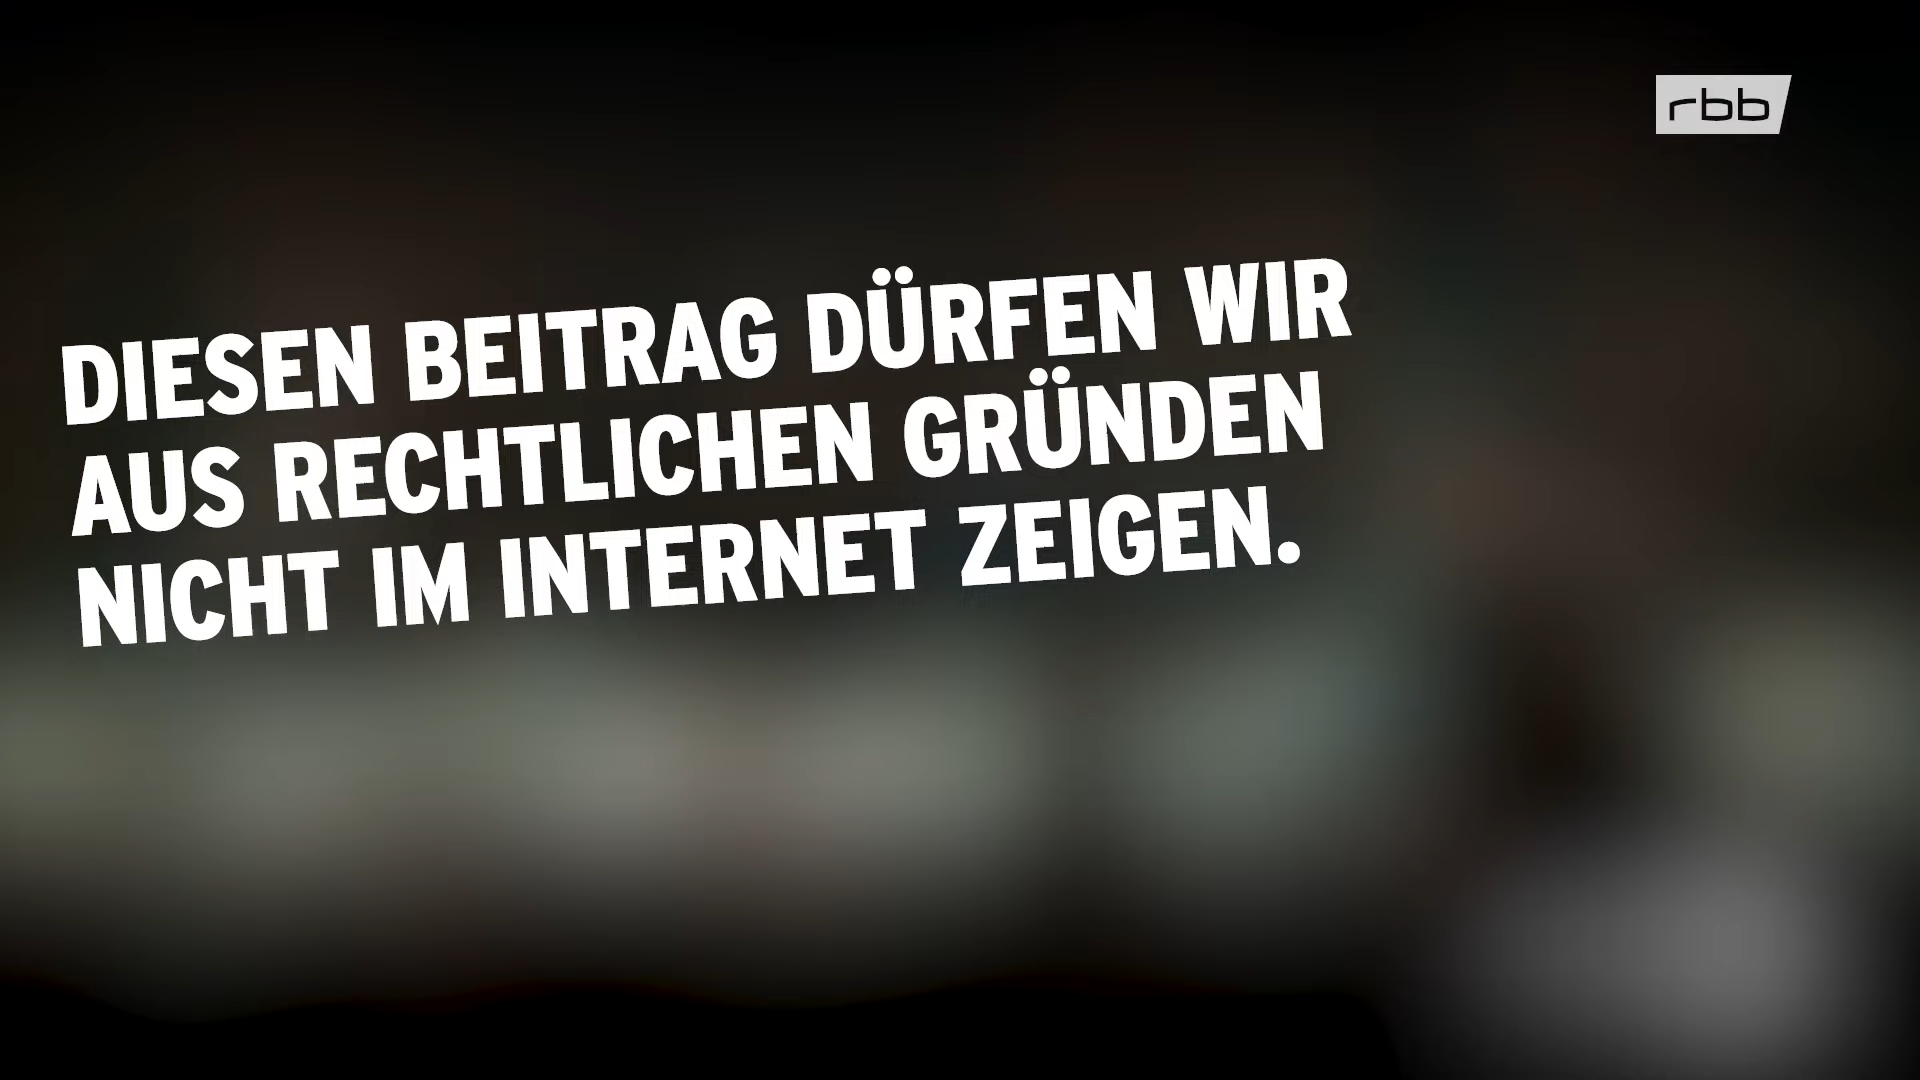 rbb
DIESEN BEITRAG DÜRFEN WIR
AUS RECHTLICHEN GRÜNDEN
NICHT IM INTERNET ZEIGEN.